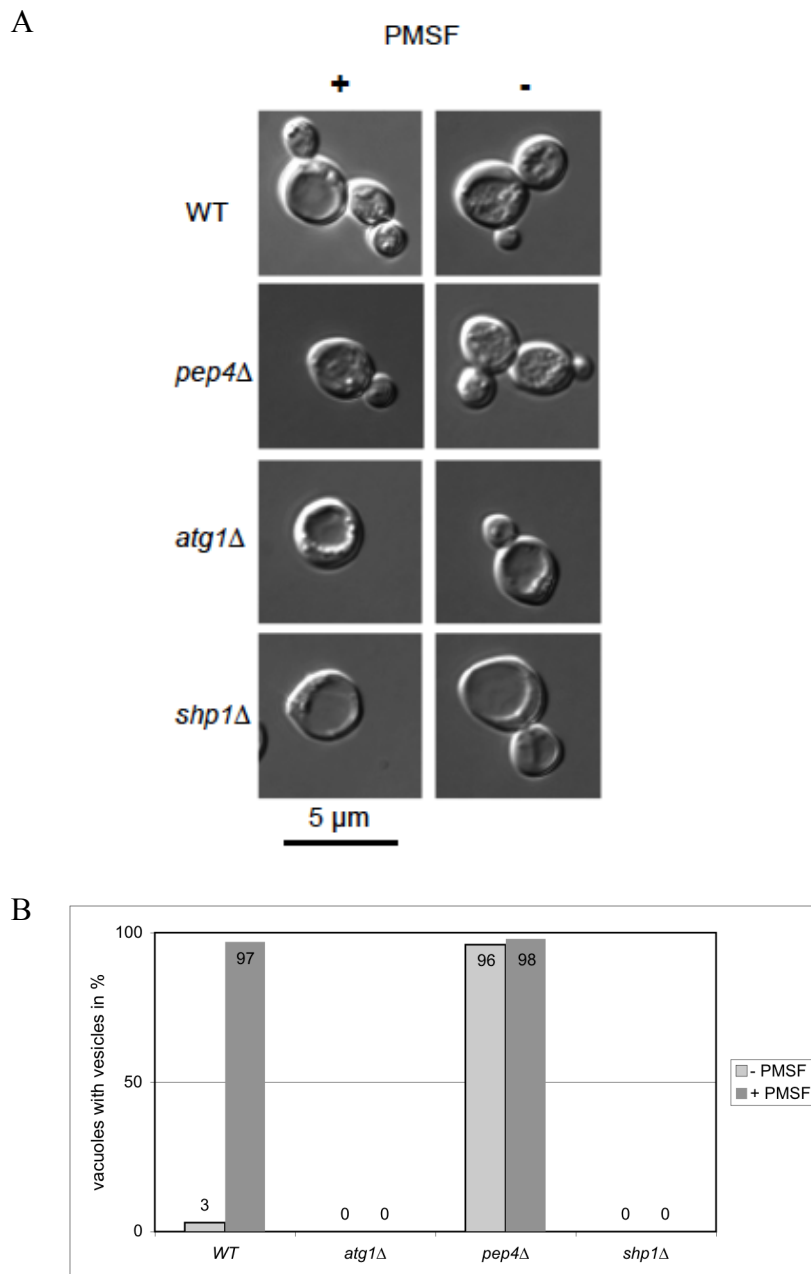 A
PMSF
+ -
WT
pep4Δ
atg1Δ
shp1Δ
5 µm
B
vacuoles with vesicles in %
100
50
0
3
97
0
0
96
98
0
0
WT
atg1Δ
pep4Δ
shp1Δ
- PMSF
+ PMSF